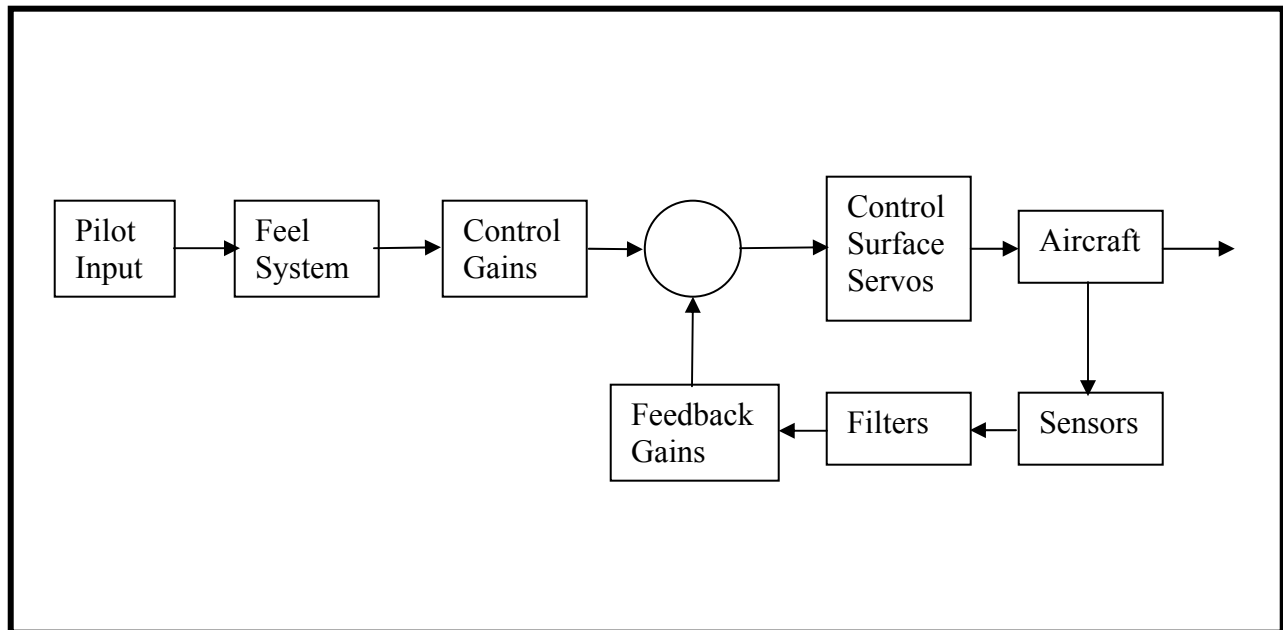 Pilot
Input
Feel
System
Control
Gains
Control
Surface
Servos
Aircraft
Feedback
Gains
Filters
Sensors